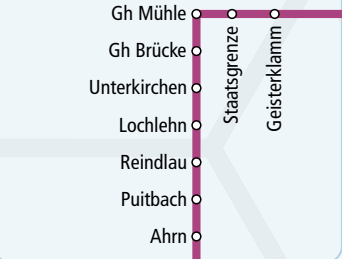 Gh Mühle
Staatsgrenze
Geisterklamm
Gh Brücke
Unterkirchen
Lochlehn
Reindlau
Puitbach
Ahrn